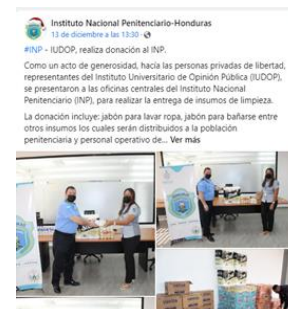 Instituto Nacional Penitenciario-Honduras
13 de diciembre a las 13:30 ·
#INP - IUDOP, realiza donación al INP.
Como un acto de generosidad, hacía las personas privadas de libertad,
representantes del Instituto Universitario de Opinión Pública (IUDOP),
se presentaron a las oficinas centrales del Instituto Nacional
Penitenciario (INP), para realizar la entrega de insumos de limpieza.
La donación incluye: jabón para lavar ropa, jabón para bañarse entre
otros insumos los cuales serán distribuidos a la población
penitenciaria y personal operativo de... Ver más